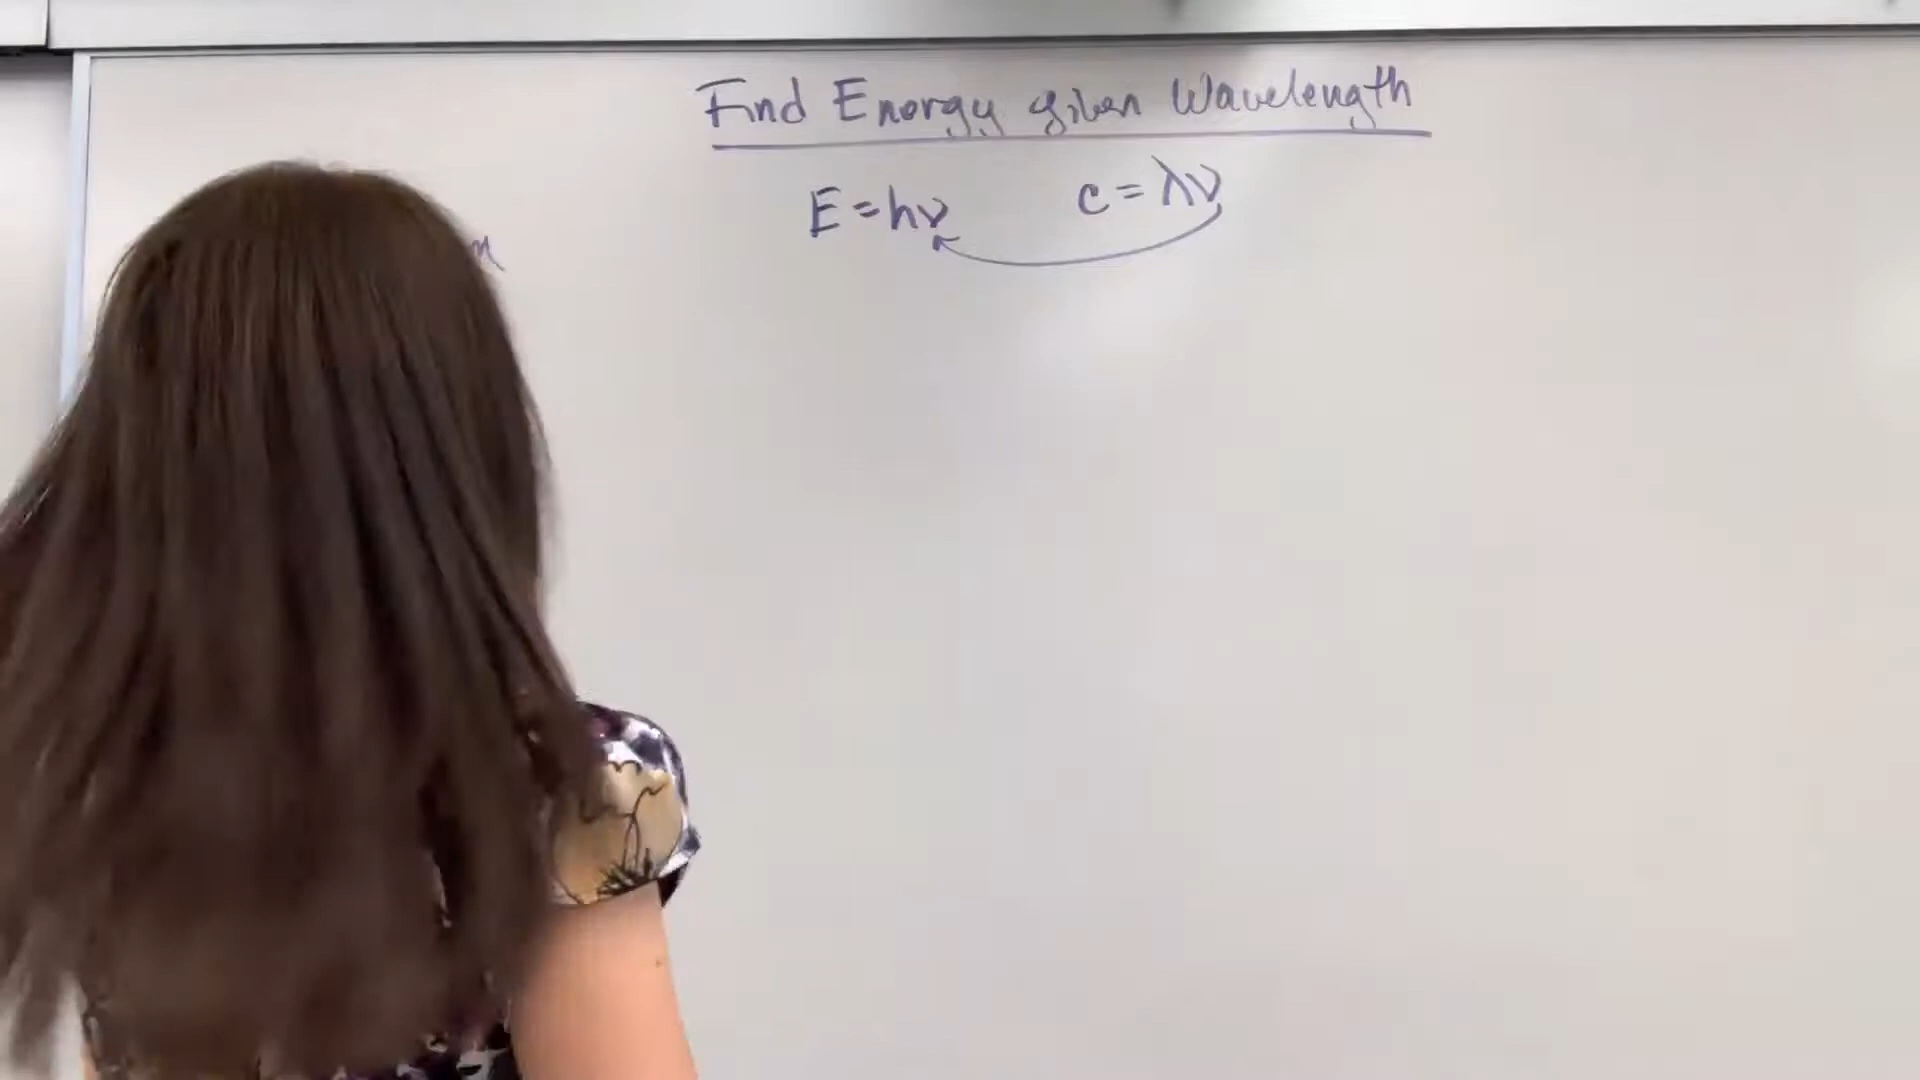 Find Energy given Wavelength
E = hν c = λν